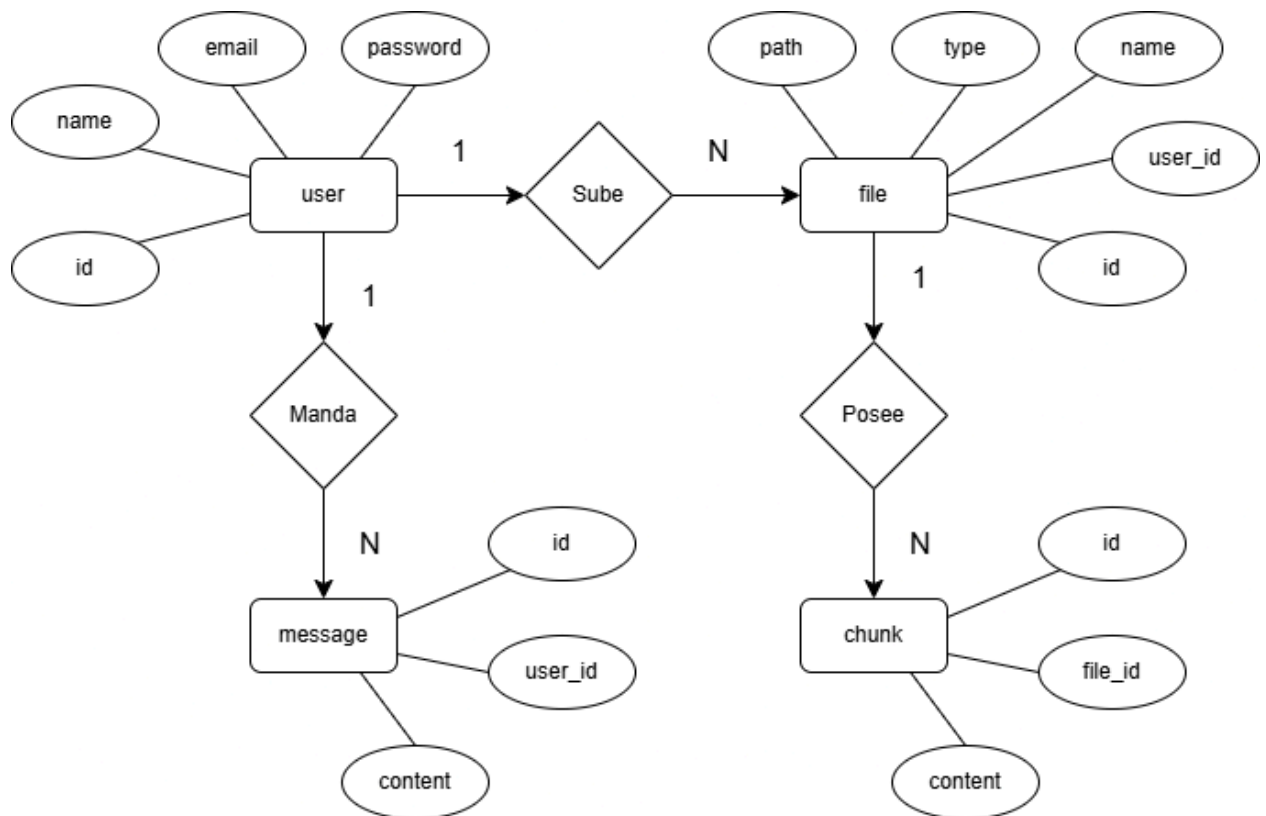 email
password
path
type
name
name
1
N
user_id
user
Sube
file
id
id
1
1
Manda
Posee
N
id
N
id
message
chunk
user_id
file_id
content
content